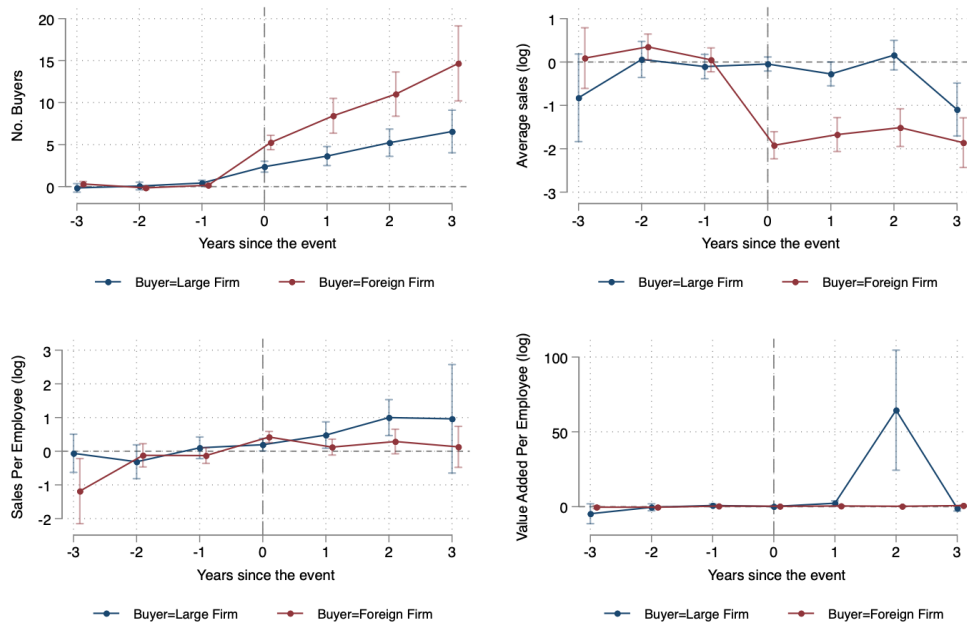 No. Buyers
20
15
10
5
0
-3 -2 -1 0 1 2 3
Years since the event
Buyer=Large Firm Buyer=Foreign Firm
Average sales (log)
1
0
-1
-2
-3
-3 -2 -1 0 1 2 3
Years since the event
Buyer=Large Firm Buyer=Foreign Firm
Sales Per Employee (log)
3
2
1
0
-1
-2
-3 -2 -1 0 1 2 3
Years since the event
Buyer=Large Firm Buyer=Foreign Firm
Value Added Per Employee (log)
100
50
0
-3 -2 -1 0 1 2 3
Years since the event
Buyer=Large Firm Buyer=Foreign Firm